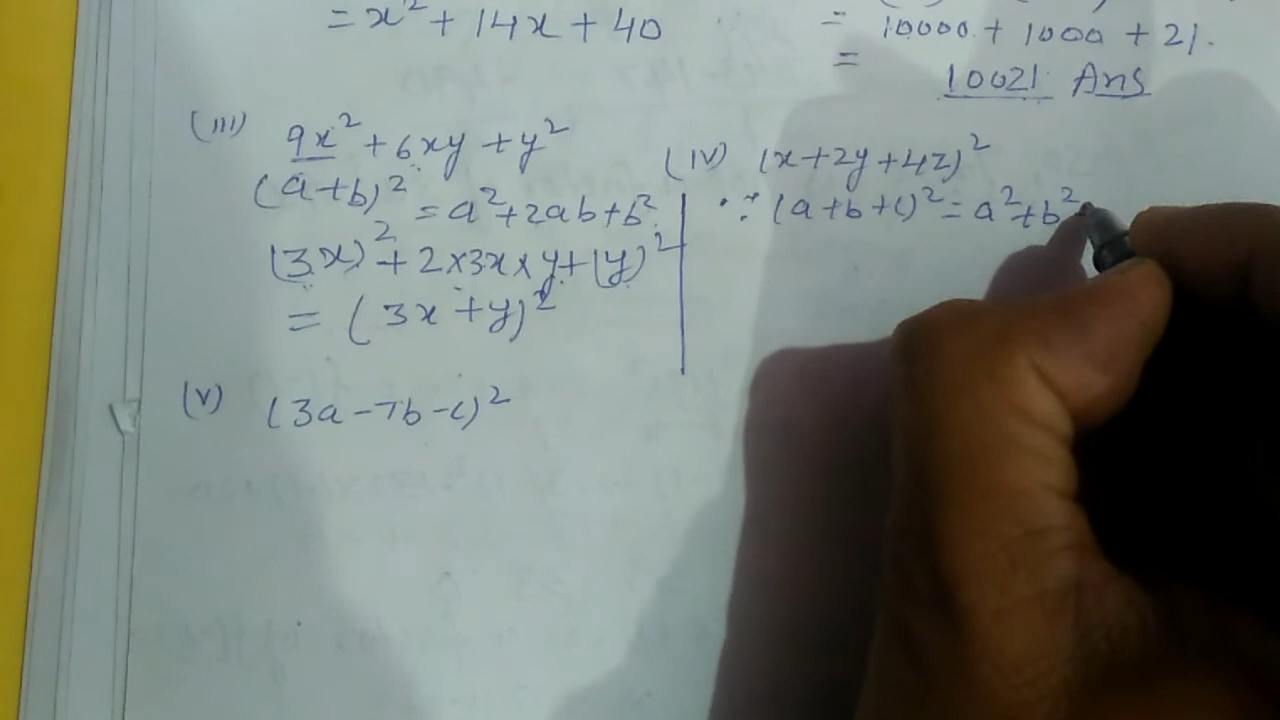 = x² + 14x + 40
= 10000 + 1000 + 21.
= 10021 Ans
(III) 9x² + 6xy + y²
(a+b)² = a²+2ab+b²
(3x)² + 2×3x×y+(y)²
= (3x+y)²
(IV) (x+2y+4z)²
∵ (a+b+c)² = a²+b²
(V) (3a-7b-c)²